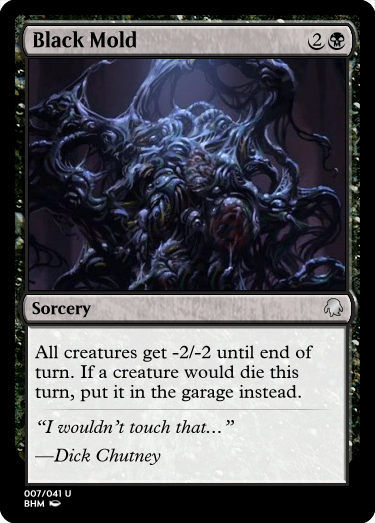 Black Mold 2
Sorcery
All creatures get -2/-2 until end of
turn. If a creature would die this
turn, put it in the garage instead.
“I wouldn’t touch that…”
—Dick Chutney
007/041 U
BHM